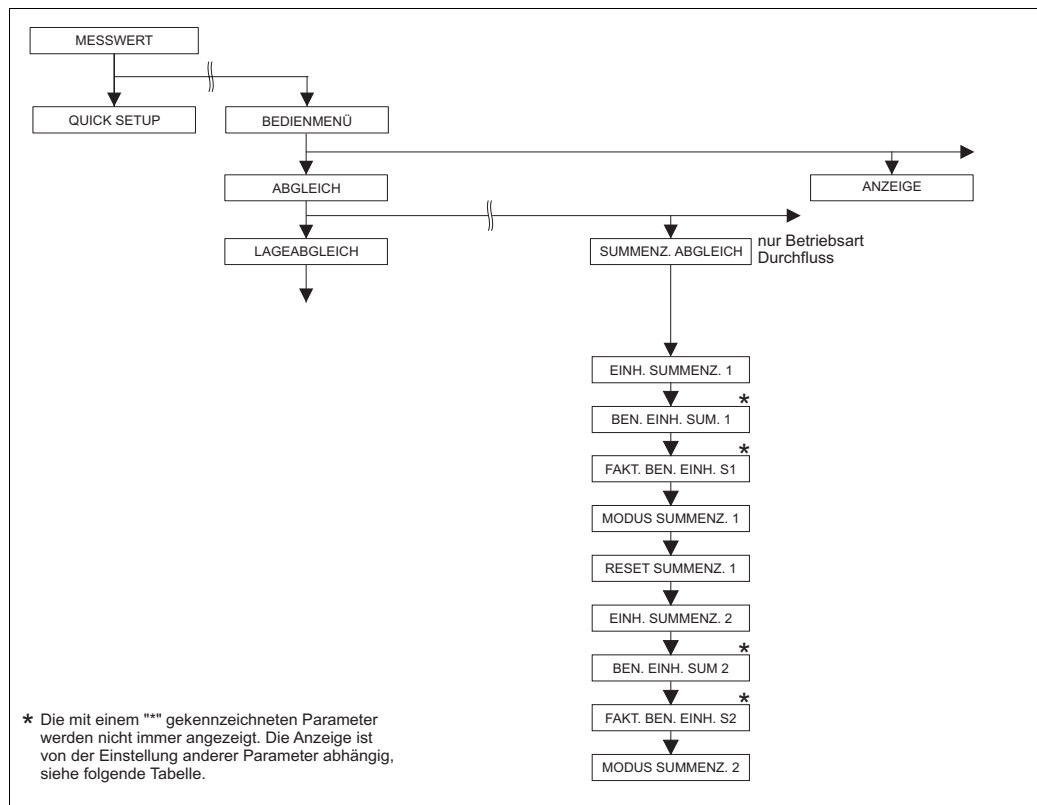 MESSWERT
QUICK SETUP
BEDIENMENÜ
ABGLEICH
ANZEIGE
LAGEABGLEICH
SUMMENZ. ABGLEICH
nur Betriebsart
Durchfluss
EINH. SUMMENZ. 1
*
BEN. EINH. SUM. 1
*
FAKT. BEN. EINH. S1
MODUS SUMMENZ. 1
RESET SUMMENZ. 1
EINH. SUMMENZ. 2
*
BEN. EINH. SUM 2
*
FAKT. BEN. EINH. S2
MODUS SUMMENZ. 2
* Die mit einem "*" gekennzeichneten Parameter
werden nicht immer angezeigt. Die Anzeige ist
von der Einstellung anderer Parameter abhängig,
siehe folgende Tabelle.